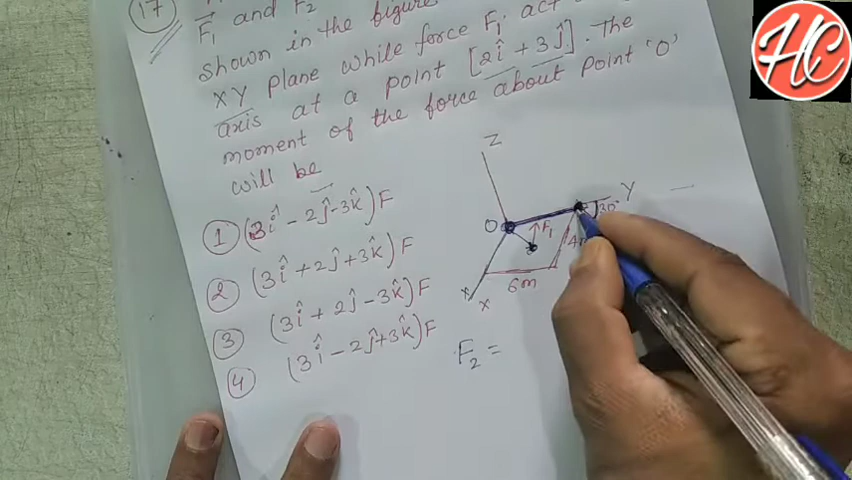 (17)
F₁ and F₂
shown in the figure
XY plane while force F₁ act
axis at a point [2î + 3ĵ]. The
moment of the force about point 'O'
will be
(1) (3î - 2ĵ - 3k̂)F
(2) (3î + 2ĵ + 3k̂)F
(3) (3î + 2ĵ - 3k̂)F
(4) (3î - 2ĵ + 3k̂)F
Z
Y
O
F₁
30°
4
6m
X
X
F₂ =
HC